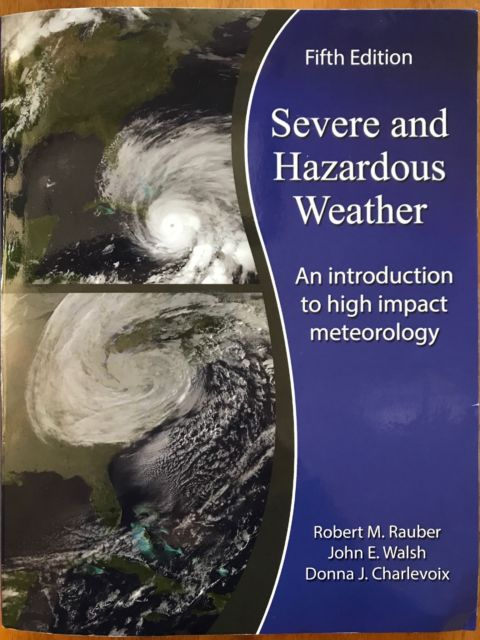 Fifth Edition
Severe and
Hazardous
Weather
An introduction
to high impact
meteorology
Robert M. Rauber
John E. Walsh
Donna J. Charlevoix